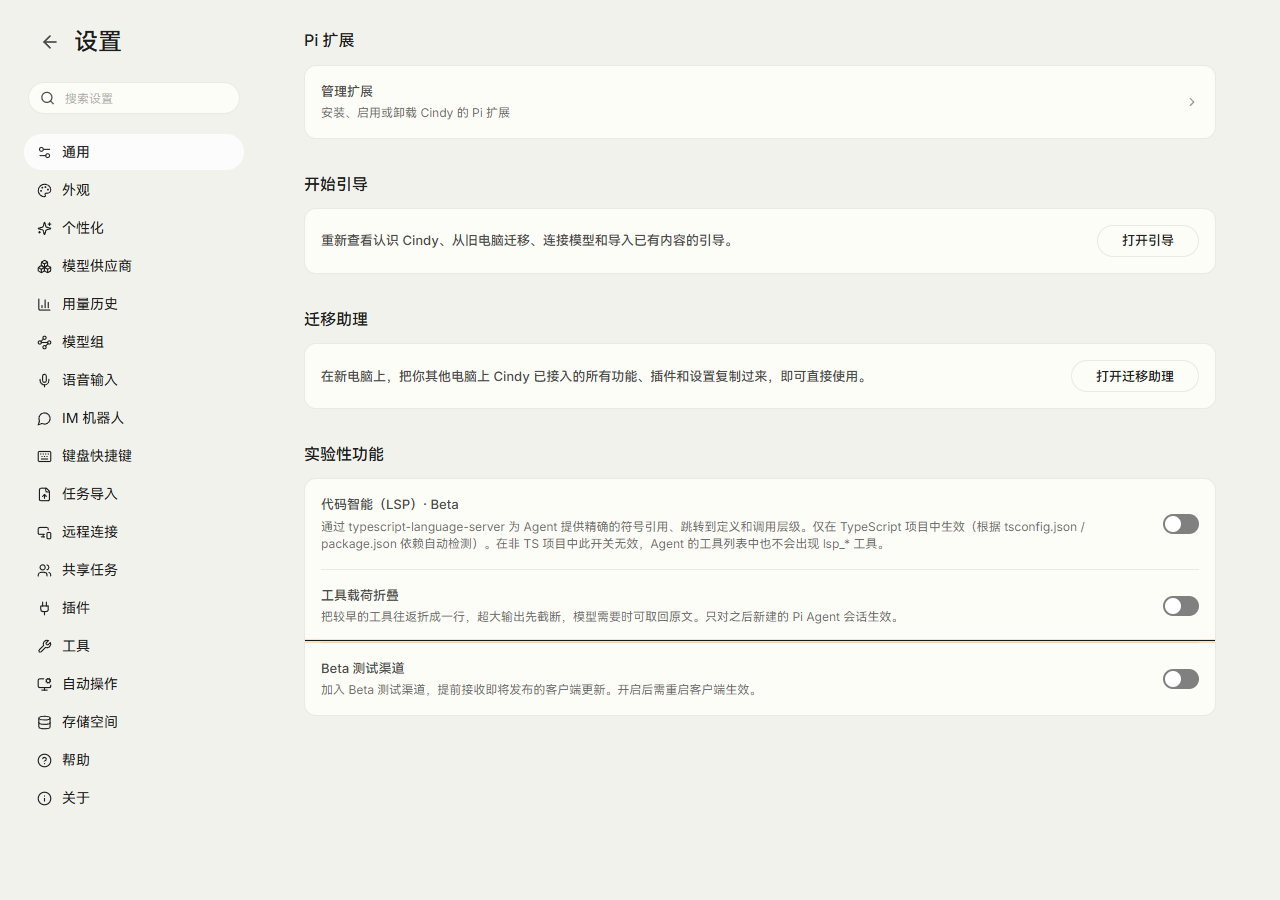 设置
搜索设置
通用
外观
个性化
模型供应商
用量历史
模型组
语音输入
IM 机器人
键盘快捷键
任务导入
远程连接
共享任务
插件
工具
自动操作
存储空间
帮助
关于
Pi 扩展
管理扩展
安装、启用或卸载 Cindy 的 Pi 扩展
开始引导
重新查看认识 Cindy、从旧电脑迁移、连接模型和导入已有内容的引导。
打开引导
迁移助理
在新电脑上，把你其他电脑上 Cindy 已接入的所有功能、插件和设置复制过来，即可直接使用。
打开迁移助理
实验性功能
代码智能（LSP）· Beta
通过 typescript-language-server 为 Agent 提供精确的符号引用、跳转到定义和调用层级。仅在 TypeScript 项目中生效（根据 tsconfig.json /
package.json 依赖自动检测）。在非 TS 项目中此开关无效，Agent 的工具列表中也不会出现 lsp_* 工具。
工具载荷折叠
把较早的工具往返折成一行，超大输出先截断，模型需要时可取回原文。只对之后新建的 Pi Agent 会话生效。
Beta 测试渠道
加入 Beta 测试渠道，提前接收即将发布的客户端更新。开启后需重启客户端生效。